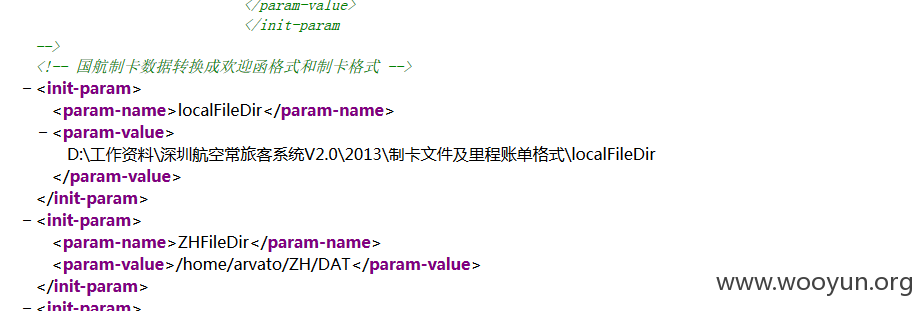 </param-value>
</init-param
-->
<!-- 国航制卡数据转换成欢迎函格式和制卡格式 -->
− <init-param>
<param-name>localFileDir</param-name>
− <param-value>
D:\工作资料\深圳航空常旅客系统V2.0\2013\制卡文件及里程账单格式\localFileDir
</param-value>
</init-param>
− <init-param>
<param-name>ZHFileDir</param-name>
<param-value>/home/arvato/ZH/DAT</param-value>
</init-param>
− <init-param>
www.wooyun.org